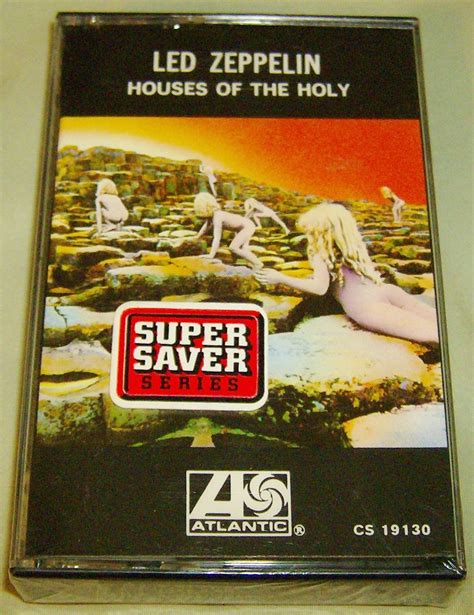 LED ZEPPELIN
HOUSES OF THE HOLY
SUPER
SAVER
SERIES
ATLANTIC®
CS 19130